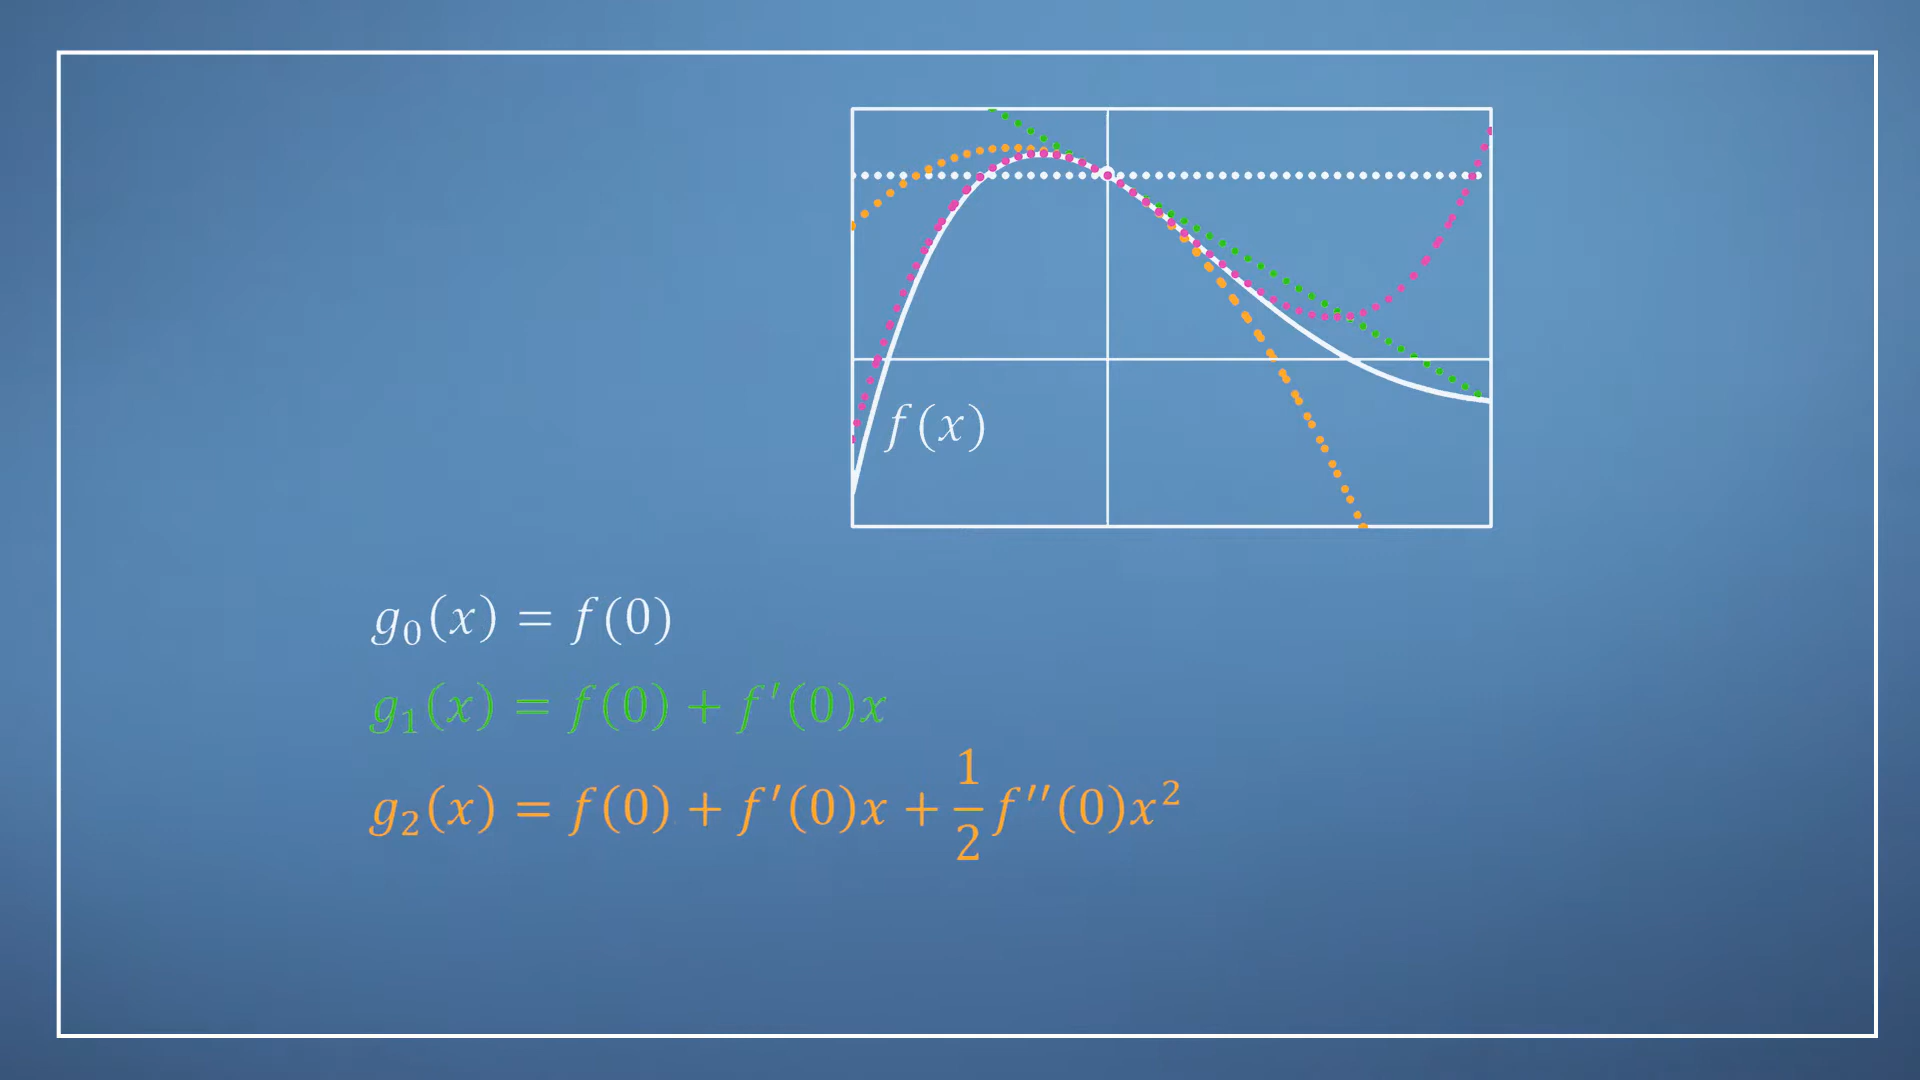 f(x)
g₀(x) = f(0)
g₁(x) = f(0) + f′(0)x
g₂(x) = f(0) + f′(0)x + 1/2 f″(0)x²